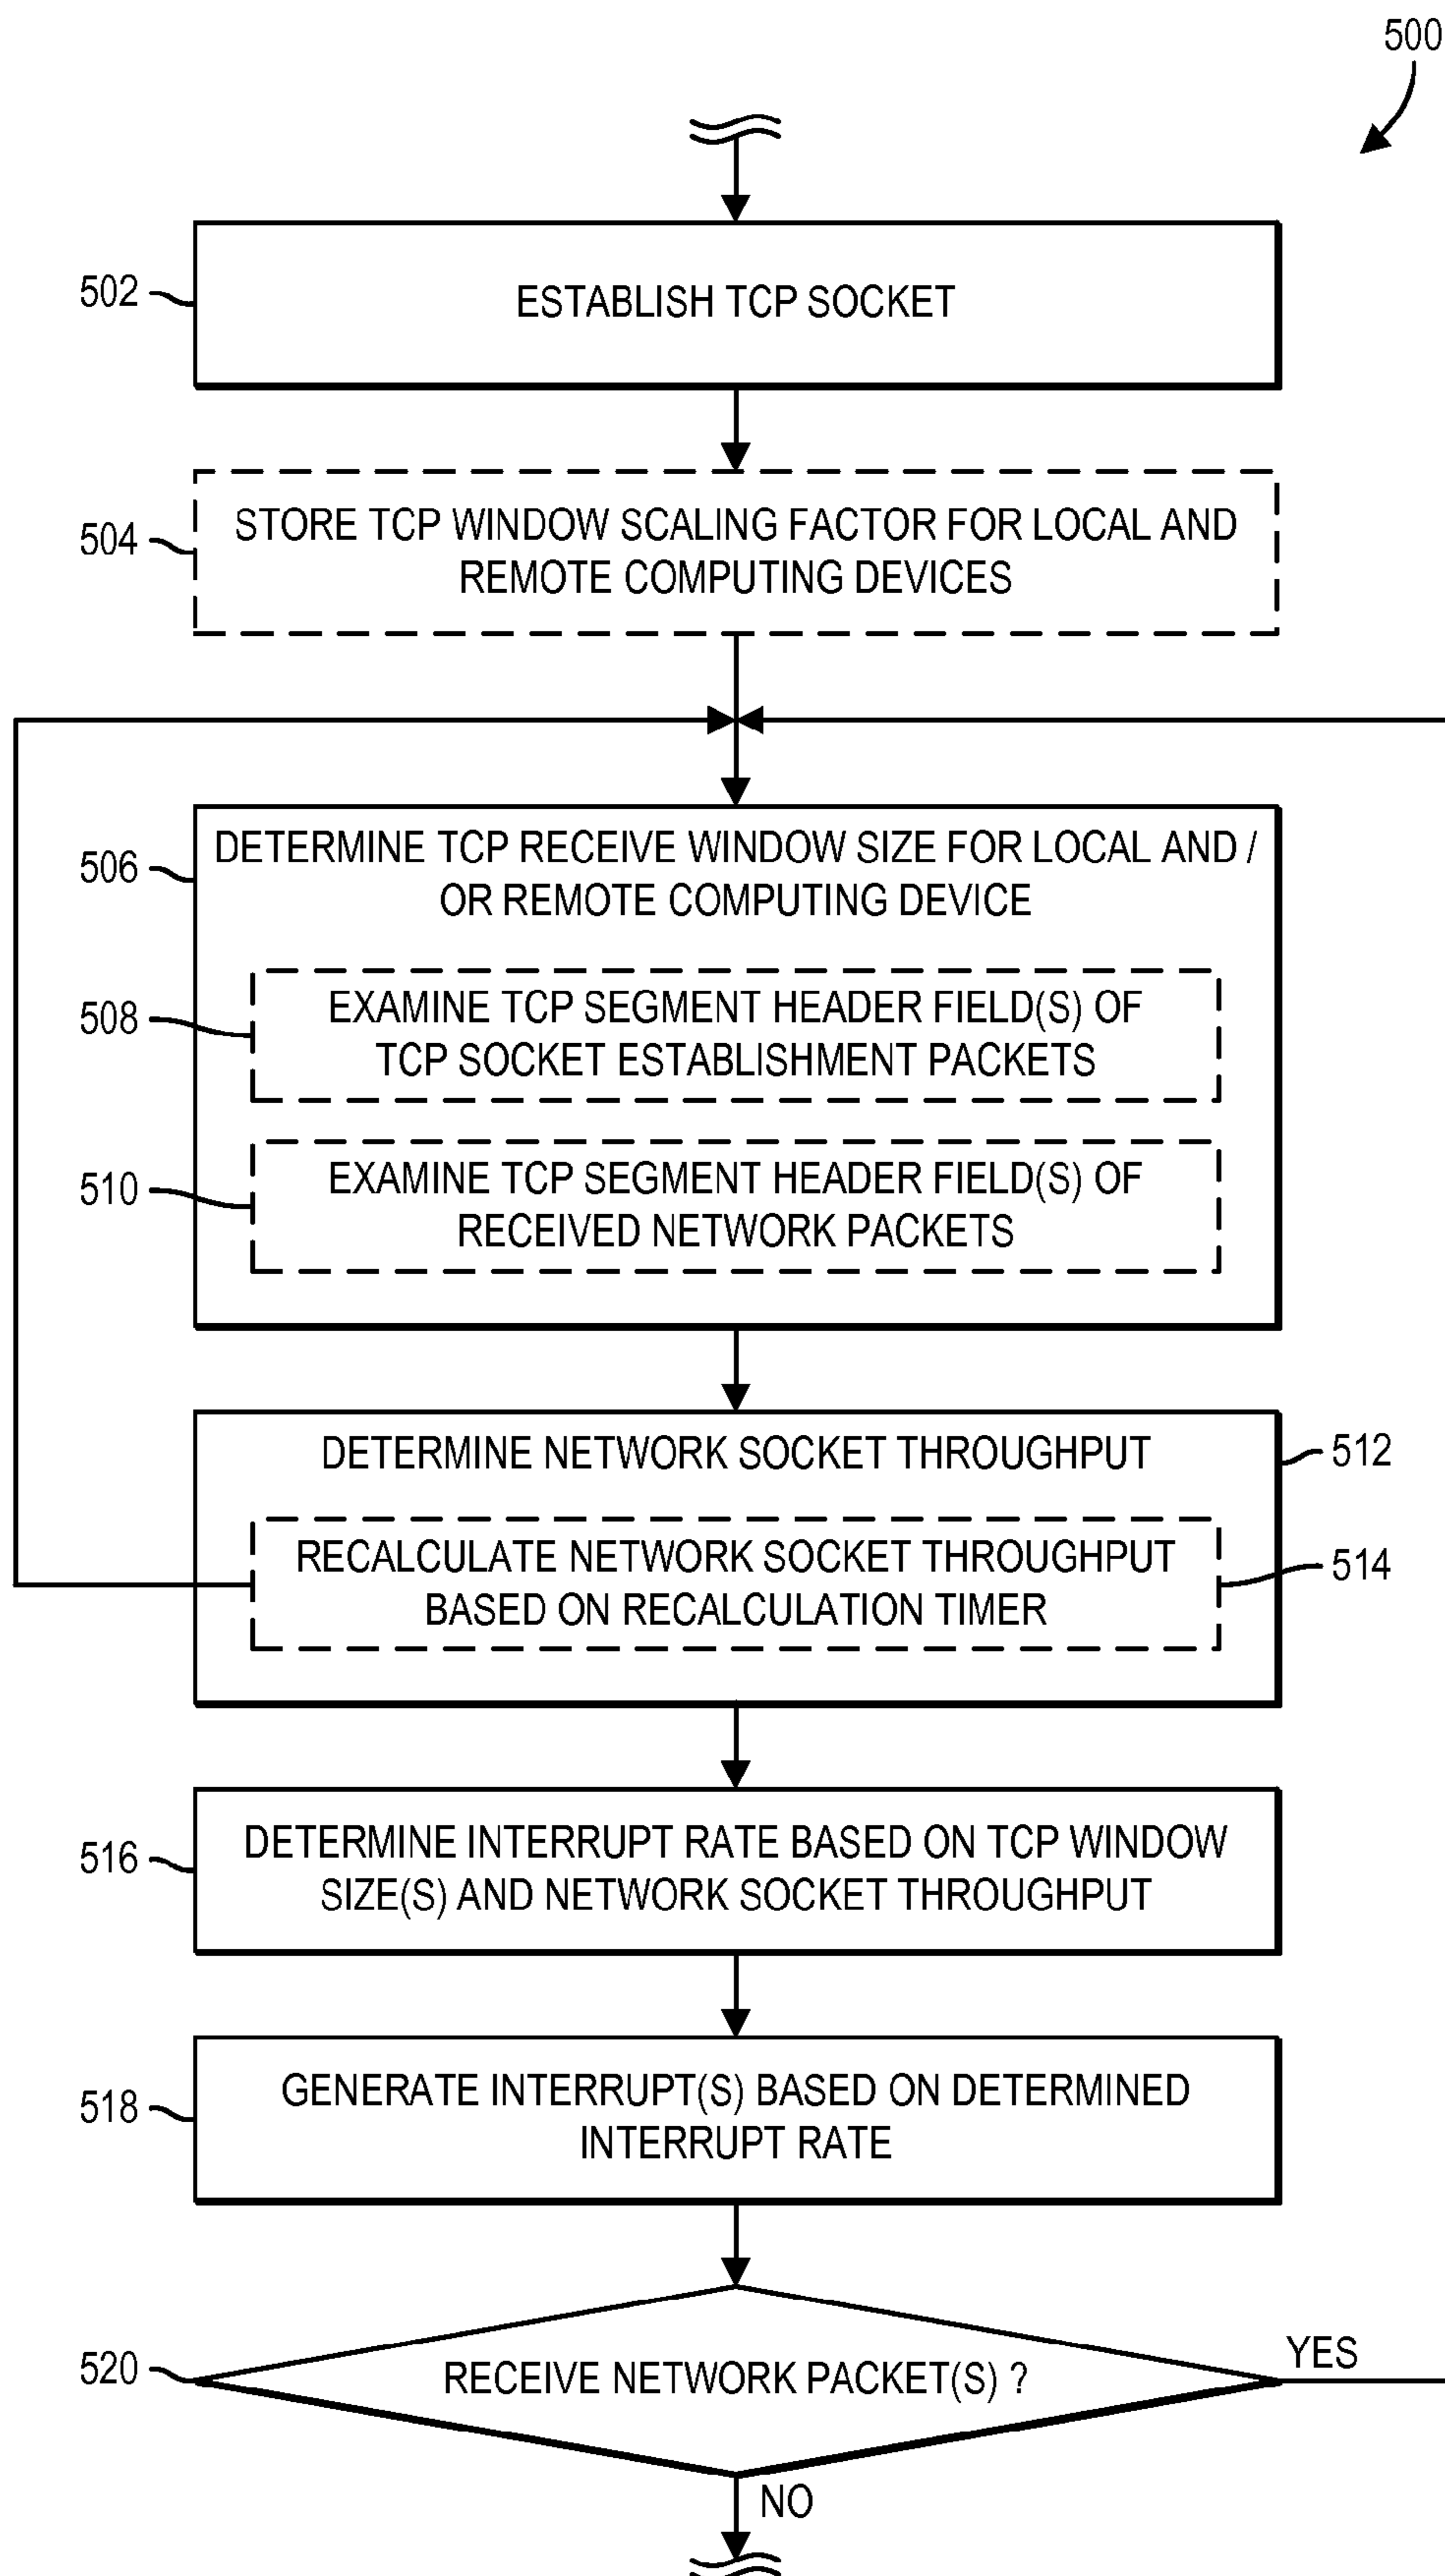 500
502
ESTABLISH TCP SOCKET
504
STORE TCP WINDOW SCALING FACTOR FOR LOCAL AND
REMOTE COMPUTING DEVICES
506
DETERMINE TCP RECEIVE WINDOW SIZE FOR LOCAL AND /
OR REMOTE COMPUTING DEVICE
508
EXAMINE TCP SEGMENT HEADER FIELD(S) OF
TCP SOCKET ESTABLISHMENT PACKETS
510
EXAMINE TCP SEGMENT HEADER FIELD(S) OF
RECEIVED NETWORK PACKETS
DETERMINE NETWORK SOCKET THROUGHPUT
512
RECALCULATE NETWORK SOCKET THROUGHPUT
BASED ON RECALCULATION TIMER
514
516
DETERMINE INTERRUPT RATE BASED ON TCP WINDOW
SIZE(S) AND NETWORK SOCKET THROUGHPUT
518
GENERATE INTERRUPT(S) BASED ON DETERMINED
INTERRUPT RATE
520
RECEIVE NETWORK PACKET(S) ?
YES
NO